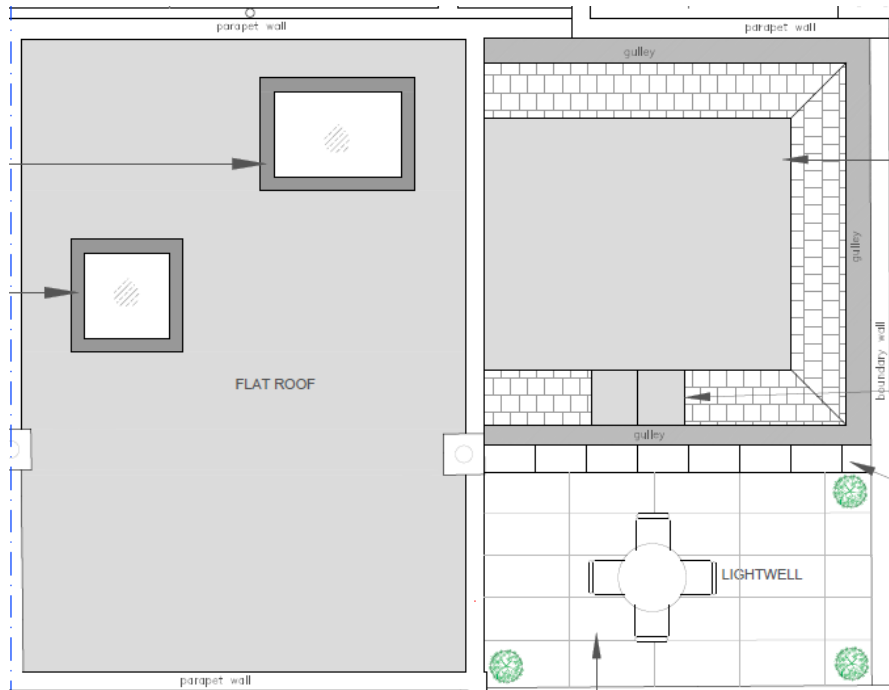 parapet wall
parapet wall
gulley
gulley
boundary wall
FLAT ROOF
gulley
LIGHTWELL
parapet wall